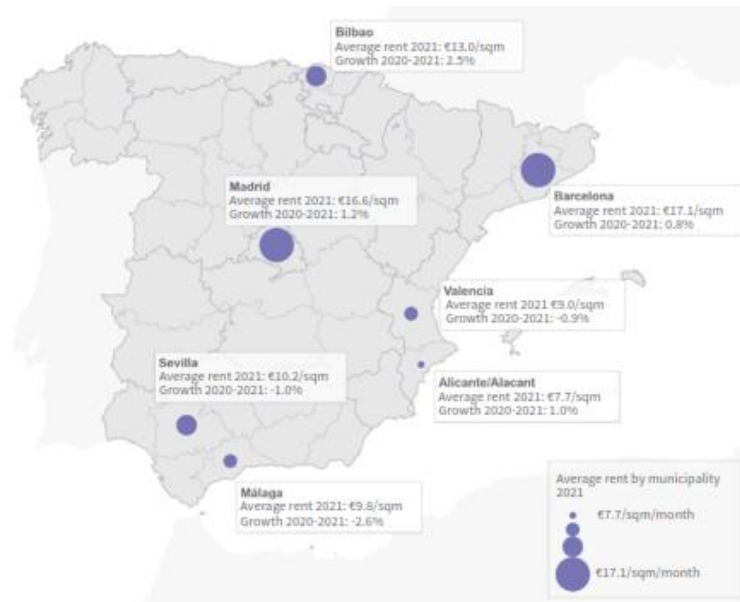 Bilbao
Average rent 2021: €13.0/sqm
Growth 2020-2021: 2.5%
Madrid
Average rent 2021: €16.6/sqm
Growth 2020-2021: 1.2%
Barcelona
Average rent 2021: €17.1/sqm
Growth 2020-2021: 0.8%
Valencia
Average rent 2021 €9.0/sqm
Growth 2020-2021: -0.9%
Sevilla
Average rent 2021: €10.2/sqm
Growth 2020-2021: -1.0%
Alicante/Alacant
Average rent 2021: €7.7/sqm
Growth 2020-2021: 1.0%
Málaga
Average rent 2021: €9.8/sqm
Growth 2020-2021: -2.6%
Average rent by municipality
2021
€7.7/sqm/month
€17.1/sqm/month